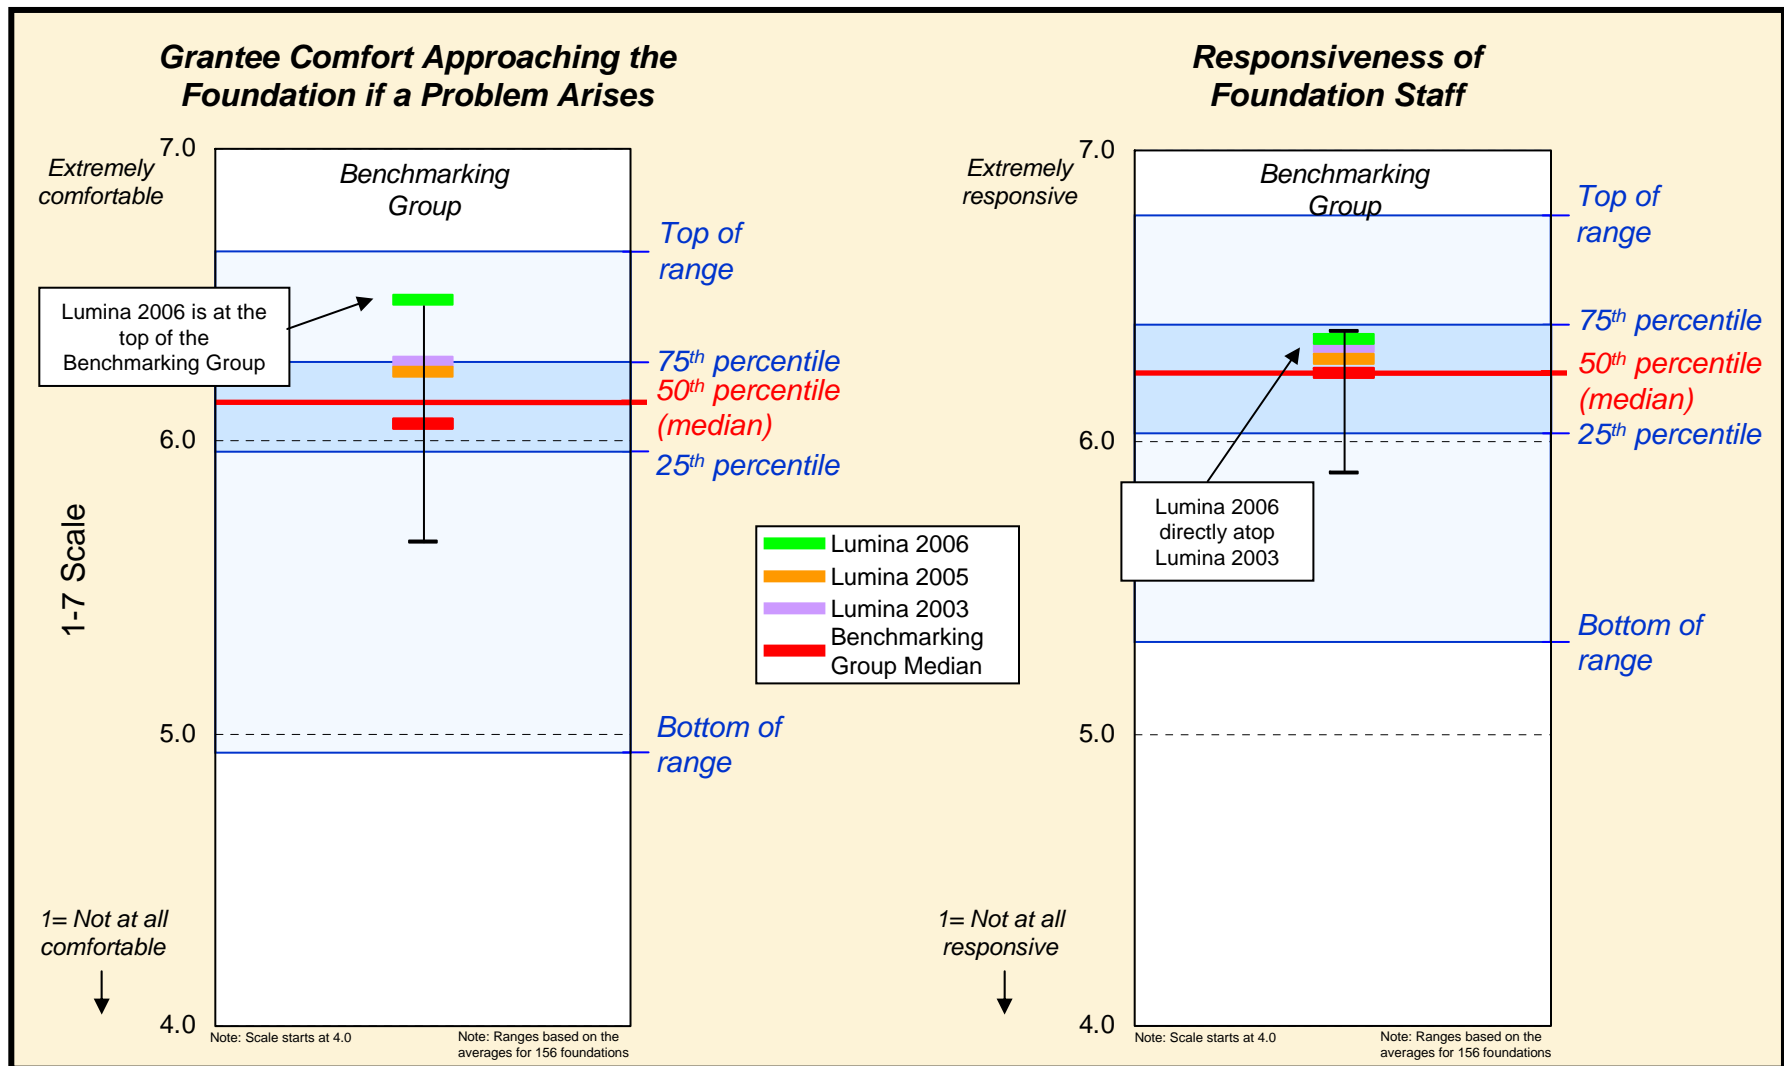 Grantee Comfort Approaching the
Foundation if a Problem Arises
7.0
Extremely
comfortable
Benchmarking
Group
Top of
range
Lumina 2006 is at the
top of the
Benchmarking Group
75th percentile
50th percentile
(median)
6.0
25th percentile
1-7 Scale
5.0
Bottom of
range
1= Not at all
comfortable
4.0
Note: Scale starts at 4.0
Note: Ranges based on the
averages for 156 foundations
Lumina 2006
Lumina 2005
Lumina 2003
Benchmarking
Group Median
Responsiveness of
Foundation Staff
7.0
Extremely
responsive
Benchmarking
Group
Top of
range
75th percentile
50th percentile
(median)
6.0
25th percentile
Lumina 2006
directly atop
Lumina 2003
Bottom of
range
5.0
1= Not at all
responsive
4.0
Note: Scale starts at 4.0
Note: Ranges based on the
averages for 156 foundations